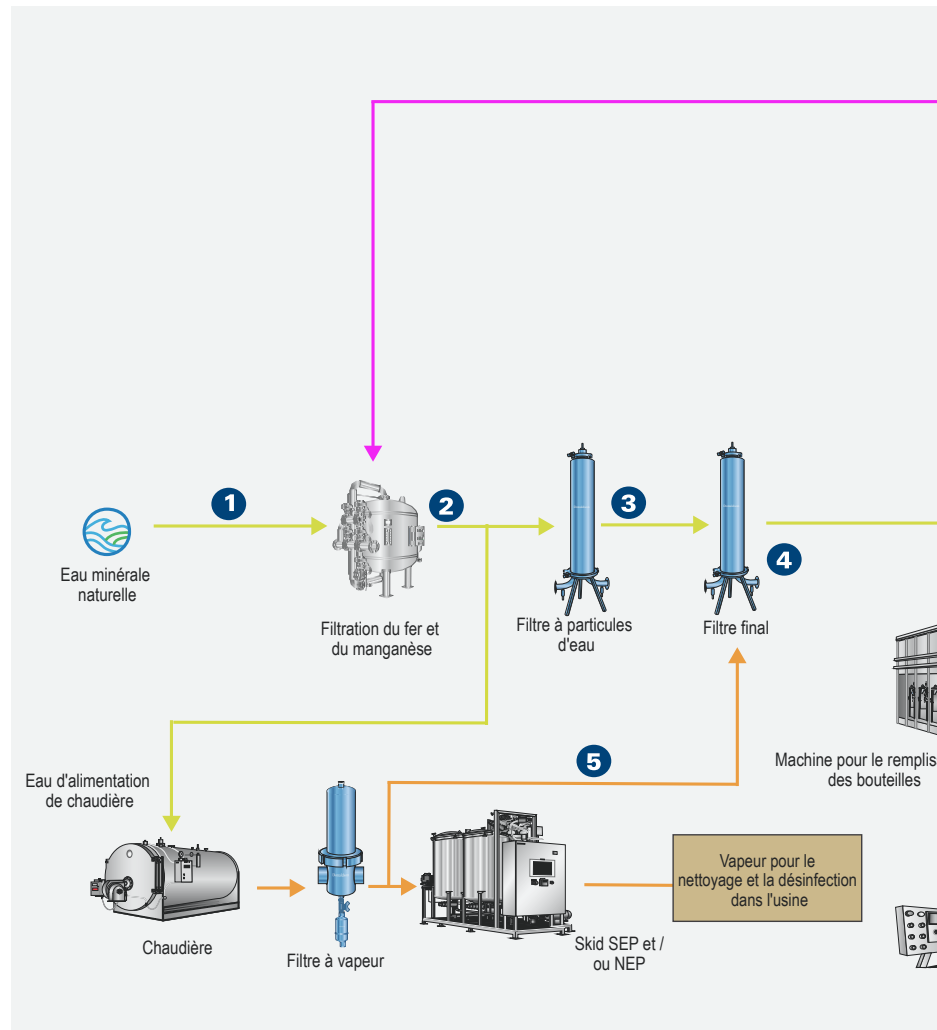 1
2
3
4
Eau minérale
naturelle
Filtration du fer et
du manganèse
Filtre à particules
d'eau
Filtre final
5
Machine pour le remplis
des bouteilles
Eau d'alimentation
de chaudière
Vapeur pour le
nettoyage et la désinfection
dans l'usine
Chaudière
Filtre à vapeur
Skid SEP et /
ou NEP